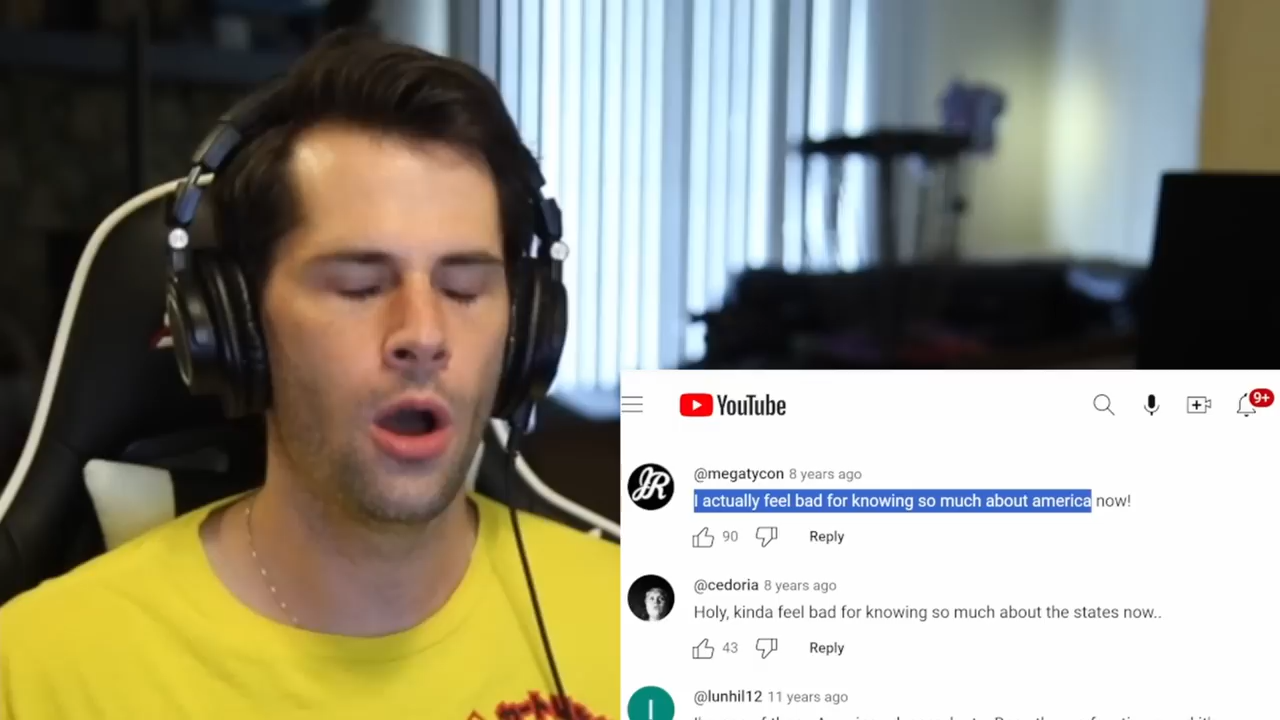 YouTube
9+
@megatycon 8 years ago
I actually feel bad for knowing so much about america now!
90 Reply
@cedoria 8 years ago
Holy, kinda feel bad for knowing so much about the states now..
43 Reply
L
@lunhil12 11 years ago